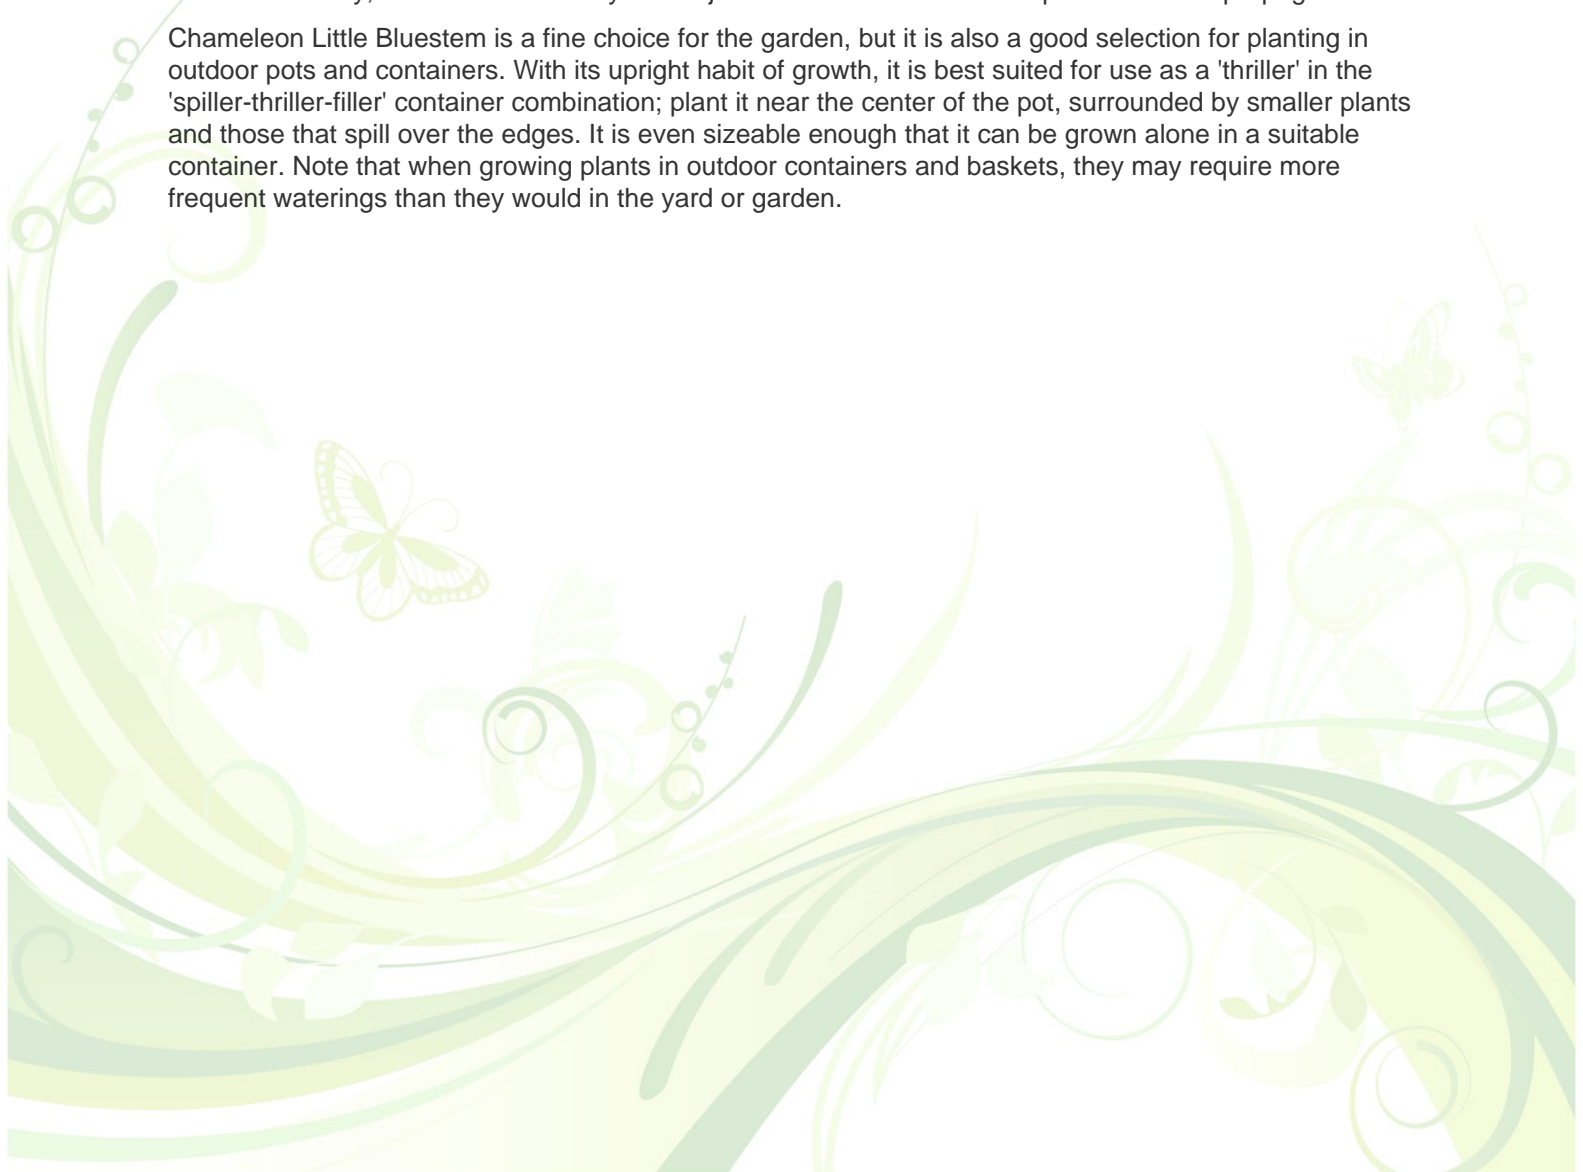 Chameleon Little Bluestem is a fine choice for the garden, but it is also a good selection for planting in
outdoor pots and containers. With its upright habit of growth, it is best suited for use as a 'thriller' in the
'spiller-thriller-filler' container combination; plant it near the center of the pot, surrounded by smaller plants
and those that spill over the edges. It is even sizeable enough that it can be grown alone in a suitable
container. Note that when growing plants in outdoor containers and baskets, they may require more
frequent waterings than they would in the yard or garden.